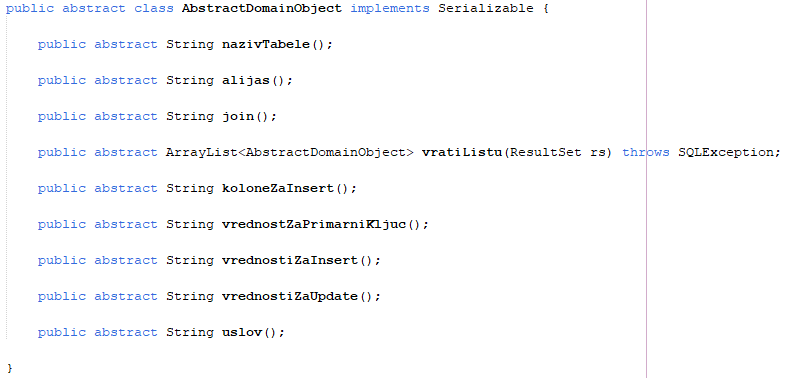 public abstract class AbstractDomainObject implements Serializable {
public abstract String nazivTabele();
public abstract String alijas();
public abstract String join();
public abstract ArrayList<AbstractDomainObject> vratiListu(ResultSet rs) throws SQLException;
public abstract String koloneZaInsert();
public abstract String vrednostZaPrimarniKljuc();
public abstract String vrednostiZaInsert();
public abstract String vrednostiZaUpdate();
public abstract String uslov();
}